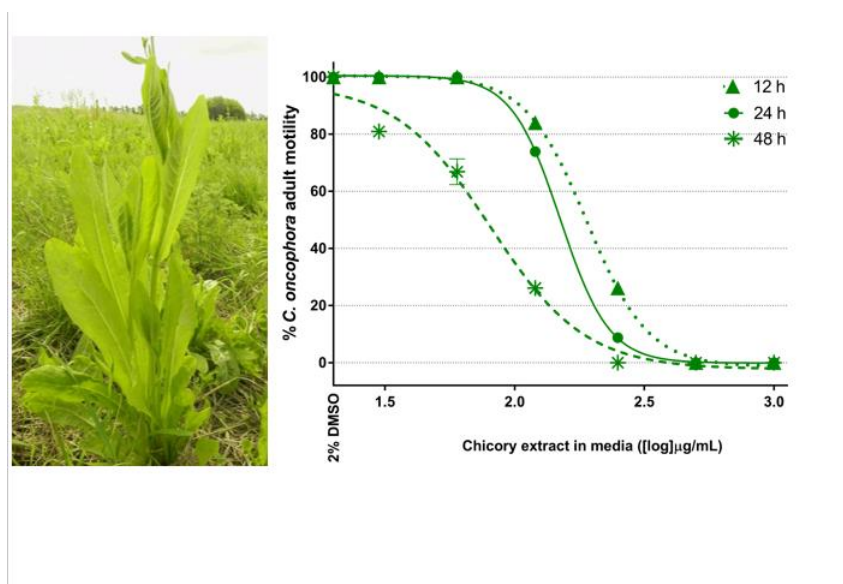 100
80
60
40
20
0
% C. oncophora adult motility
12 h
24 h
48 h
2% DMSO
1.5
2.0
2.5
3.0
Chicory extract in media ([log]µg/mL)